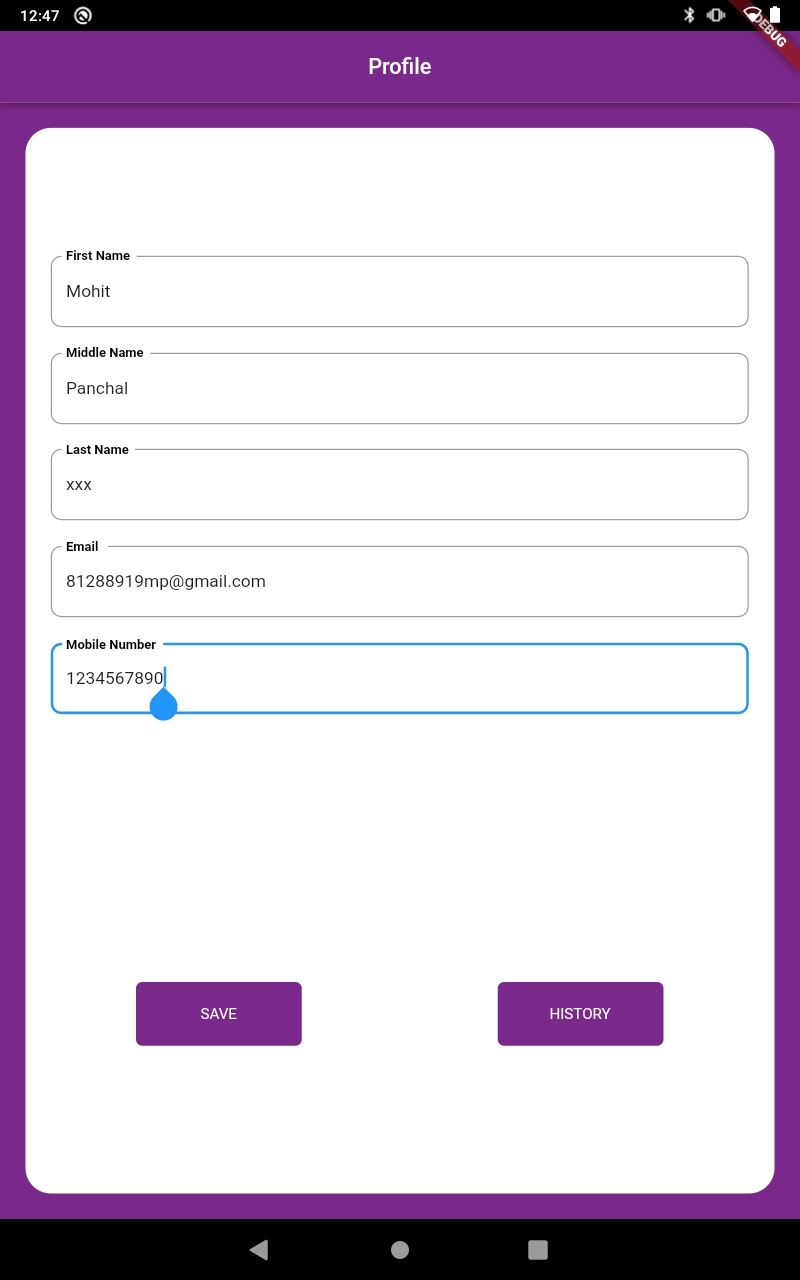 12:47
DEBUG
Profile
First Name
Mohit
Middle Name
Panchal
Last Name
xxx
Email
81288919mp@gmail.com
Mobile Number
1234567890
SAVE
HISTORY